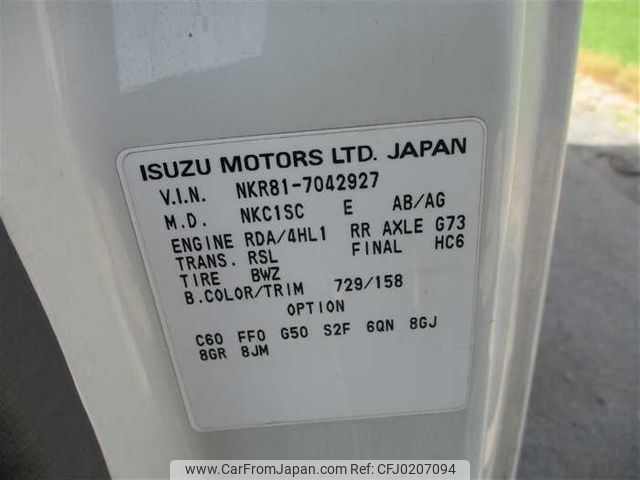 ISUZU MOTORS LTD. JAPAN
V.I.N. NKR81-7042927
M.D. NKC1SC E AB/AG
ENGINE RDA/4HL1 RR AXLE G73
TRANS. RSL FINAL HC6
TIRE BWZ
B.COLOR/TRIM 729/158
OPTION
C60 FF0 G50 S2F 6QN 8GJ
8GR 8JM
www.CarFromJapan.com | CFJ0207094